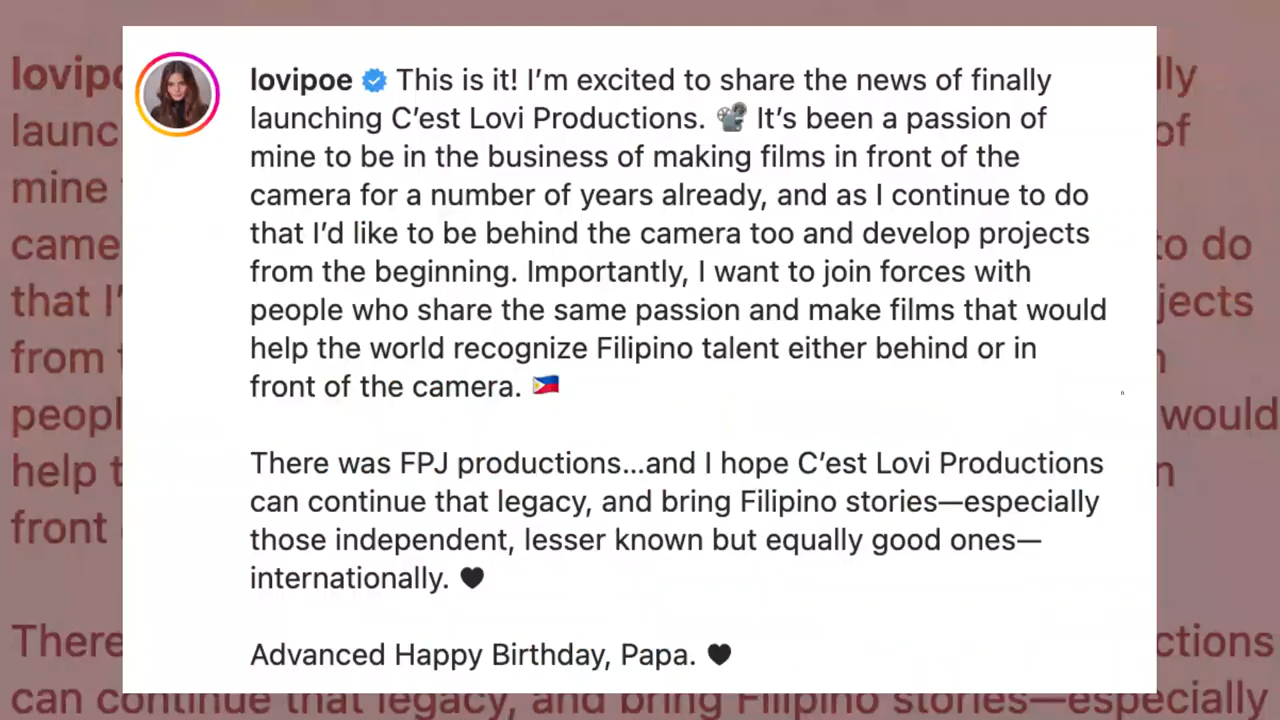 lovipoe This is it! I’m excited to share the news of finally
launching C’est Lovi Productions. 📽️ It’s been a passion of
mine to be in the business of making films in front of the
camera for a number of years already, and as I continue to do
that I’d like to be behind the camera too and develop projects
from the beginning. Importantly, I want to join forces with
people who share the same passion and make films that would
help the world recognize Filipino talent either behind or in
front of the camera. 🇵🇭
There was FPJ productions...and I hope C’est Lovi Productions
can continue that legacy, and bring Filipino stories—especially
those independent, lesser known but equally good ones—
internationally. 🖤
Advanced Happy Birthday, Papa. 🖤